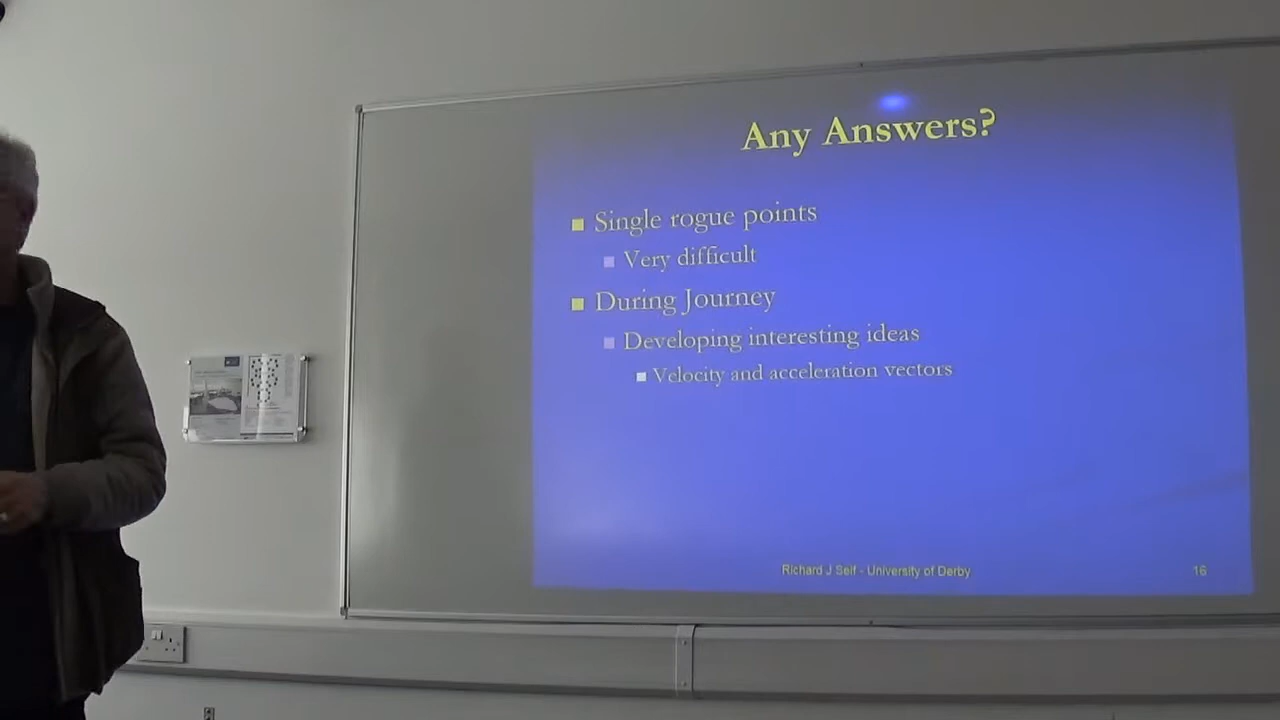 Any Answers?
Single rogue points
Very difficult
During Journey
Developing interesting ideas
Velocity and acceleration vectors
Richard J Self - University of Derby
16